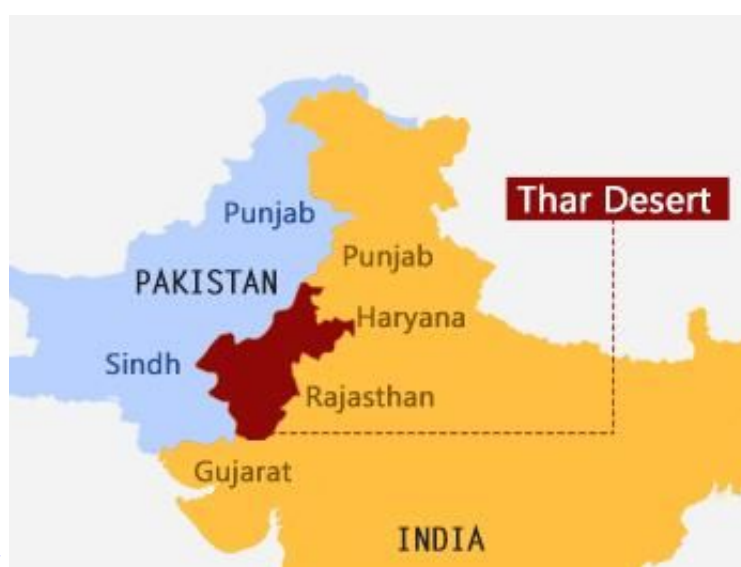 Thar Desert
Punjab
Punjab
PAKISTAN
Haryana
Sindh
Rajasthan
Gujarat
INDIA